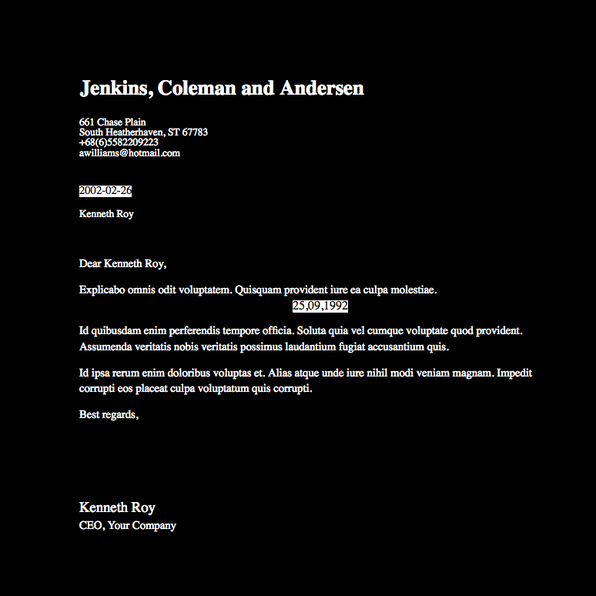 Jenkins, Coleman and Andersen
661 Chase Plain
South Heatherhaven, ST 67783
+68(6)5582209223
awilliams@hotmail.com
2002-02-26
Kenneth Roy
Dear Kenneth Roy,
Explicabo omnis odit voluptatem. Quisquam provident iure ea culpa molestiae.
25,09,1992
Id quibusdam enim perferendis tempore officia. Soluta quia vel cumque voluptate quod provident.
Assumenda veritatis nobis veritatis possimus laudantium fugiat accusantium quis.
Id ipsa rerum enim doloribus voluptas et. Alias atque unde iure nihil modi veniam magnam. Impedit
corrupti eos placeat culpa voluptatum quis corrupti.
Best regards,
Kenneth Roy
CEO, Your Company